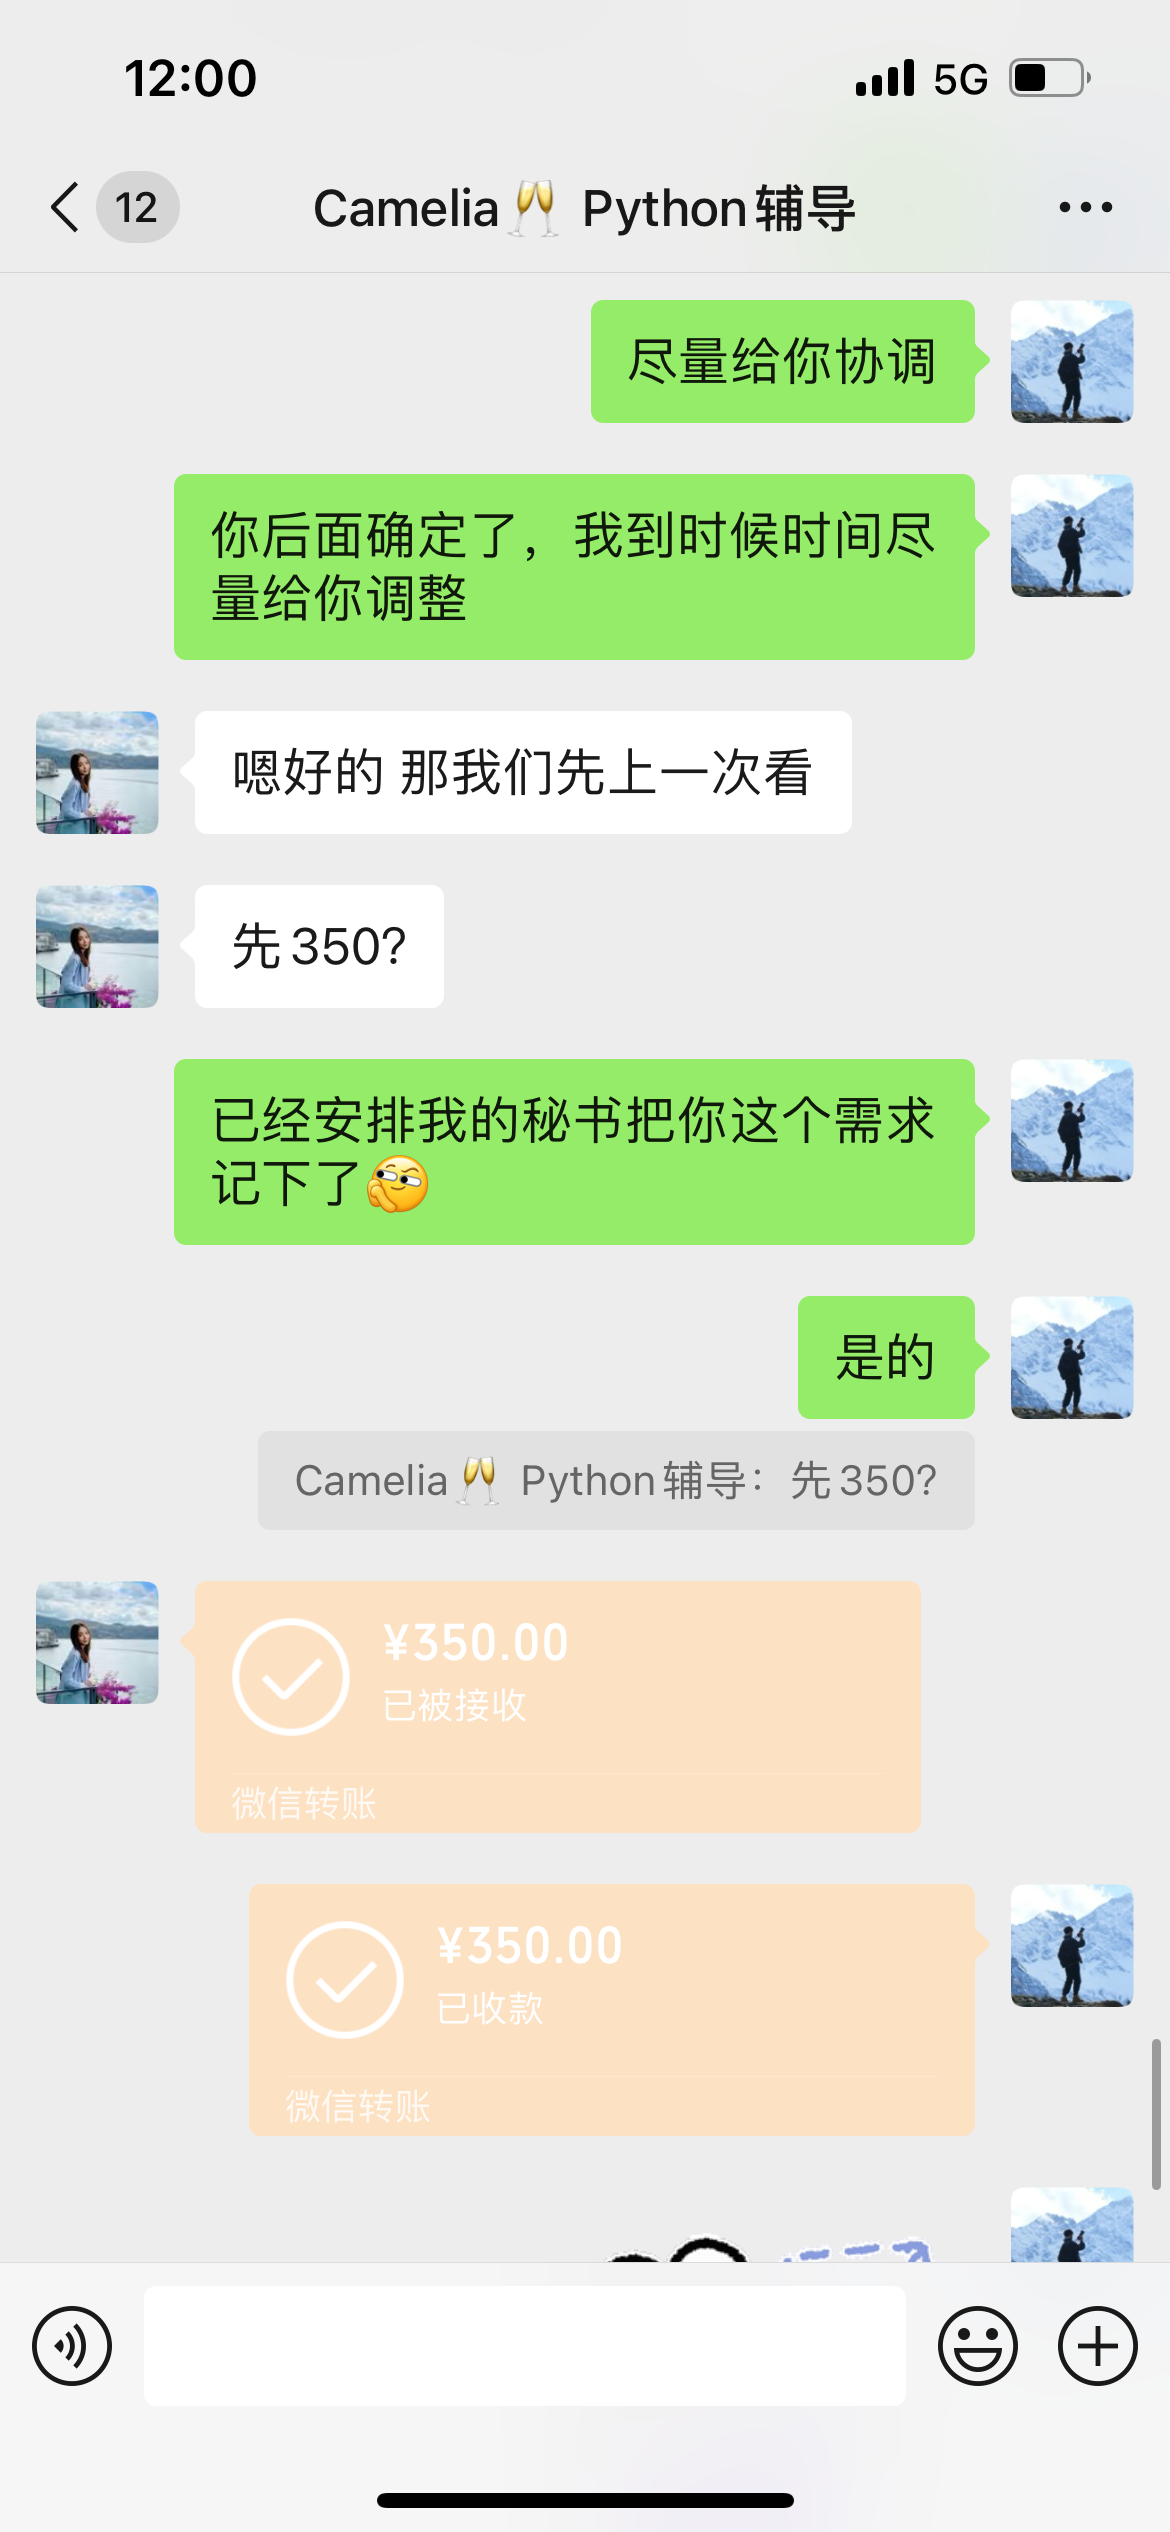 12:00
5G
12
Camelia🥂 Python辅导
尽量给你协调
你后面确定了，我到时候时间尽
量给你调整
嗯好的 那我们先上一次看
先350?
已经安排我的秘书把你这个需求
记下了
是的
Camelia🥂 Python辅导：先350?
¥350.00
已被接收
微信转账
¥350.00
已收款
微信转账